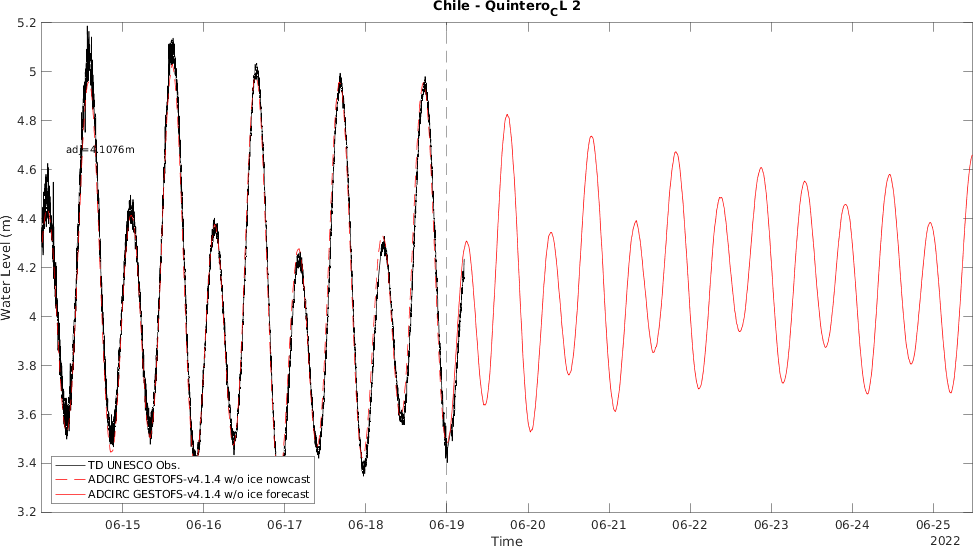 Chile - Quintero_CL 2
5.2
5
4.8
4.6
4.4
4.2
4
3.8
3.6
3.4
3.2
Water Level (m)
adj=4.1076m
TD UNESCO Obs.
ADCIRC GESTOFS-v4.1.4 w/o ice nowcast
ADCIRC GESTOFS-v4.1.4 w/o ice forecast
06-15 06-16 06-17 06-18 06-19 06-20 06-21 06-22 06-23 06-24 06-25
Time
2022